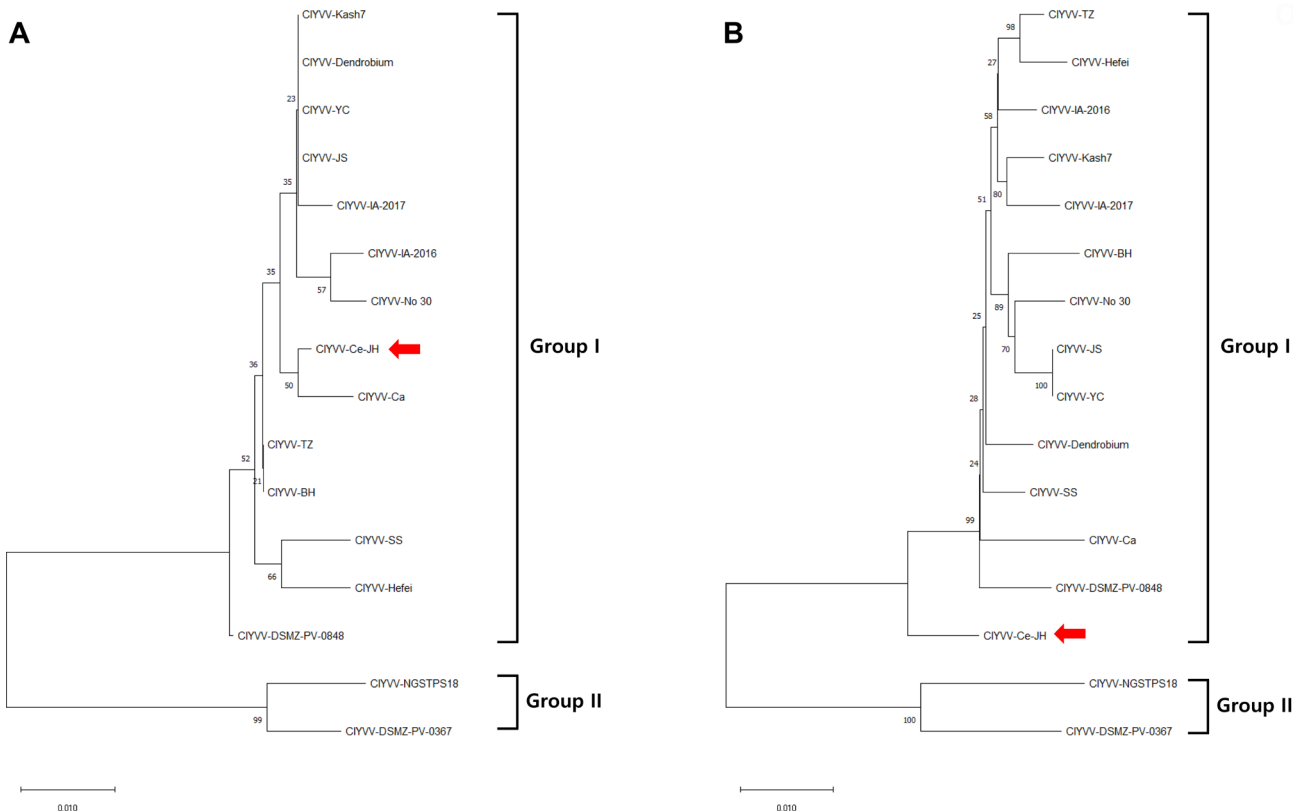 A
ClYVV-Kash7
ClYVV-Dendrobium
23
ClYVV-YC
ClYVV-JS
35
ClYVV-IA-2017
ClYVV-IA-2016
35
57
ClYVV-No 30
ClYVV-Ce-JH
Group I
36
50
ClYVV-Ca
ClYVV-TZ
52
21
ClYVV-BH
ClYVV-SS
66
ClYVV-Hefei
ClYVV-DSMZ-PV-0848
ClYVV-NGSTPS18
Group II
99
ClYVV-DSMZ-PV-0367
0.010
B
ClYVV-TZ
98
27
ClYVV-Hefei
ClYVV-IA-2016
58
ClYVV-Kash7
51
80
ClYVV-IA-2017
ClYVV-BH
89
ClYVV-No 30
25
70
ClYVV-JS
Group I
100
ClYVV-YC
28
ClYVV-Dendrobium
24
ClYVV-SS
99
ClYVV-Ca
ClYVV-DSMZ-PV-0848
ClYVV-Ce-JH
ClYVV-NGSTPS18
Group II
100
ClYVV-DSMZ-PV-0367
0.010